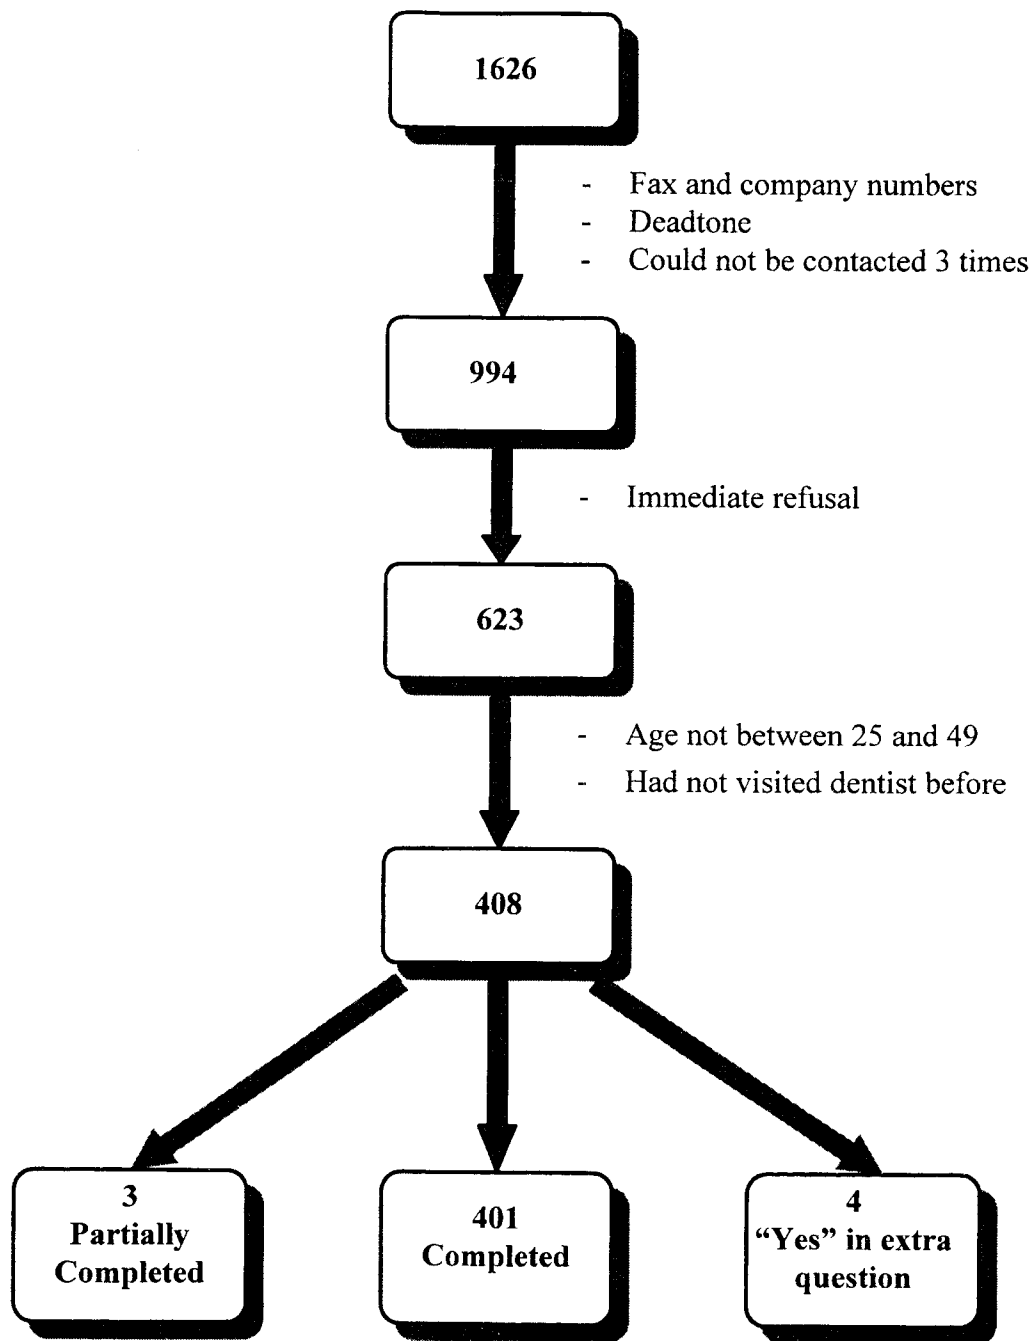 1626
- Fax and company numbers
- Deadtone
- Could not be contacted 3 times
994
- Immediate refusal
623
- Age not between 25 and 49
- Had not visited dentist before
408
3
Partially
Completed
401
Completed
4
“Yes” in extra
question